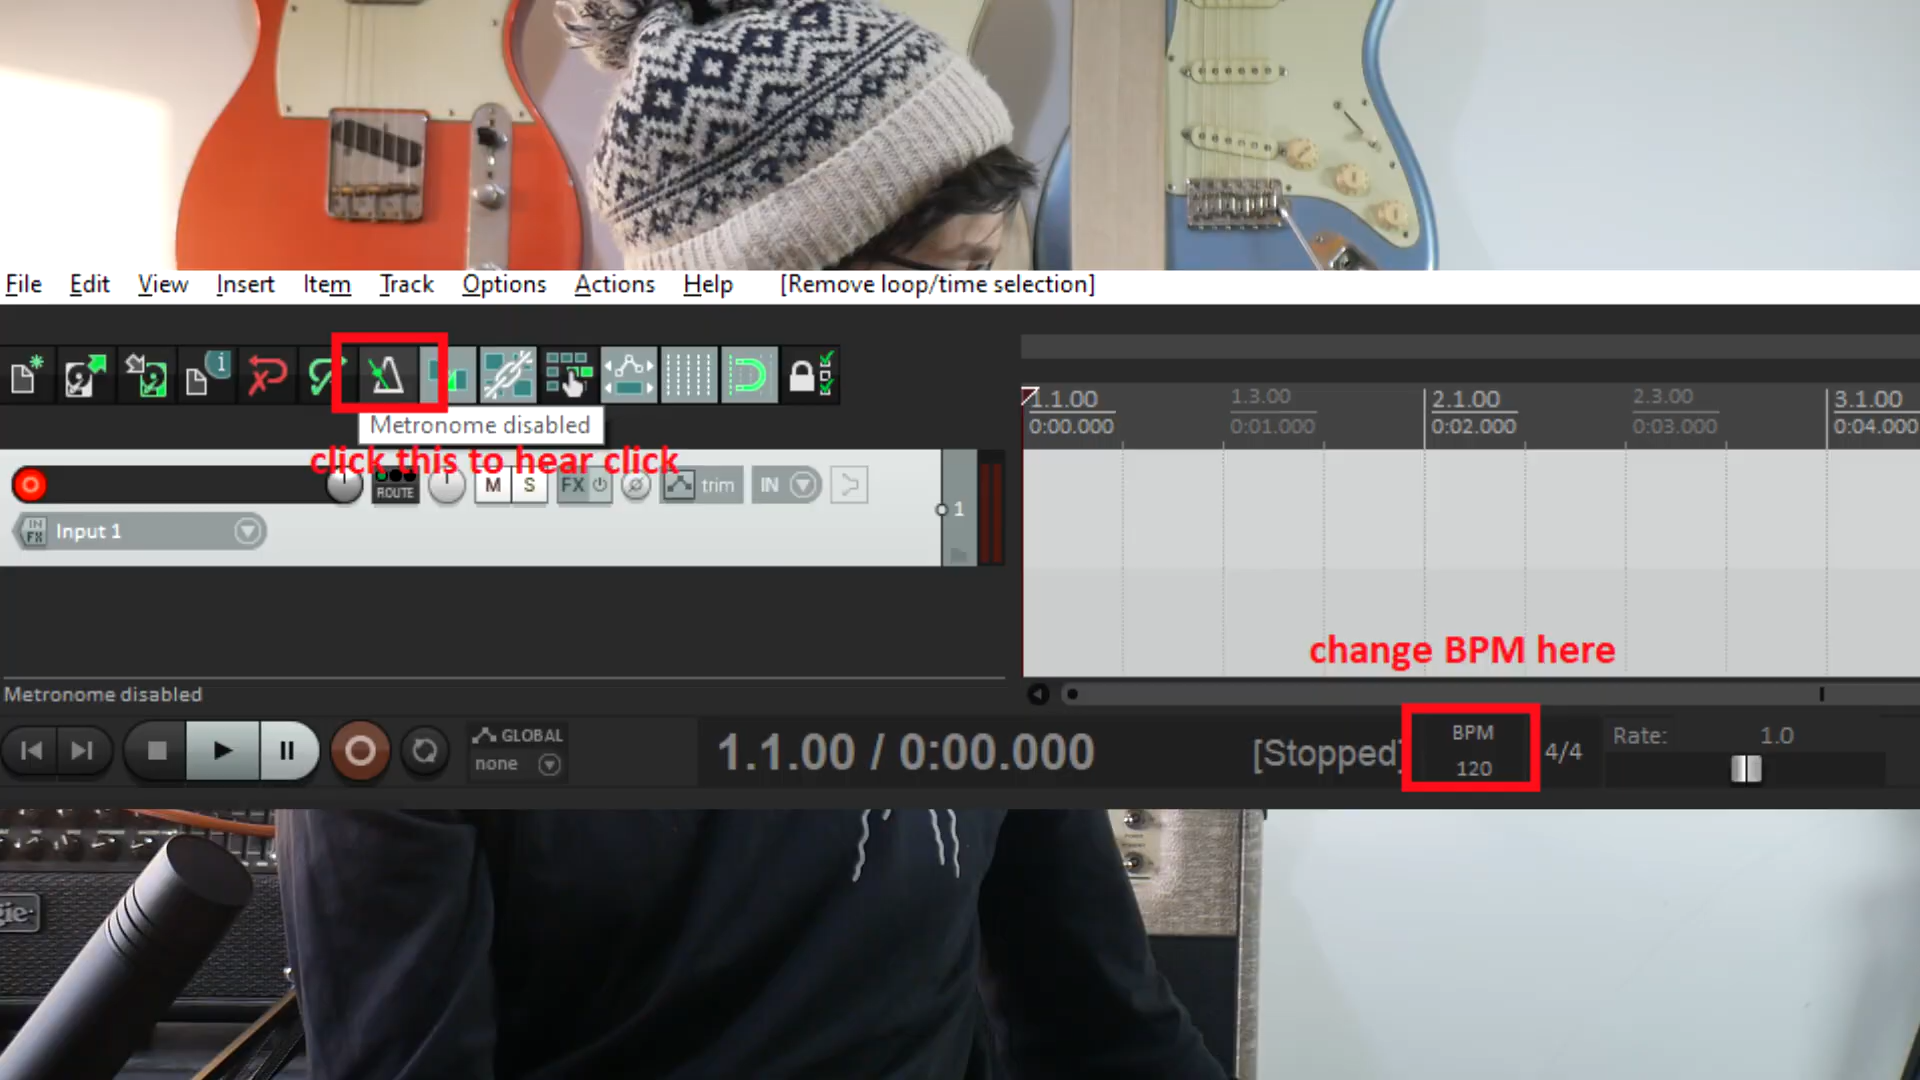 File Edit View Insert Item Track Options Actions Help [Remove loop/time selection]
Metronome disabled
click this to hear click
ROUTE M S FX trim IN
IN FX Input 1
1
1.1.00 1.3.00 2.1.00 2.3.00 3.1.00
0:00.000 0:01.000 0:02.000 0:03.000 0:04.000
change BPM here
Metronome disabled
GLOBAL
none
1.1.00 / 0:00.000
[Stopped]
BPM
120
4/4
Rate: 1.0